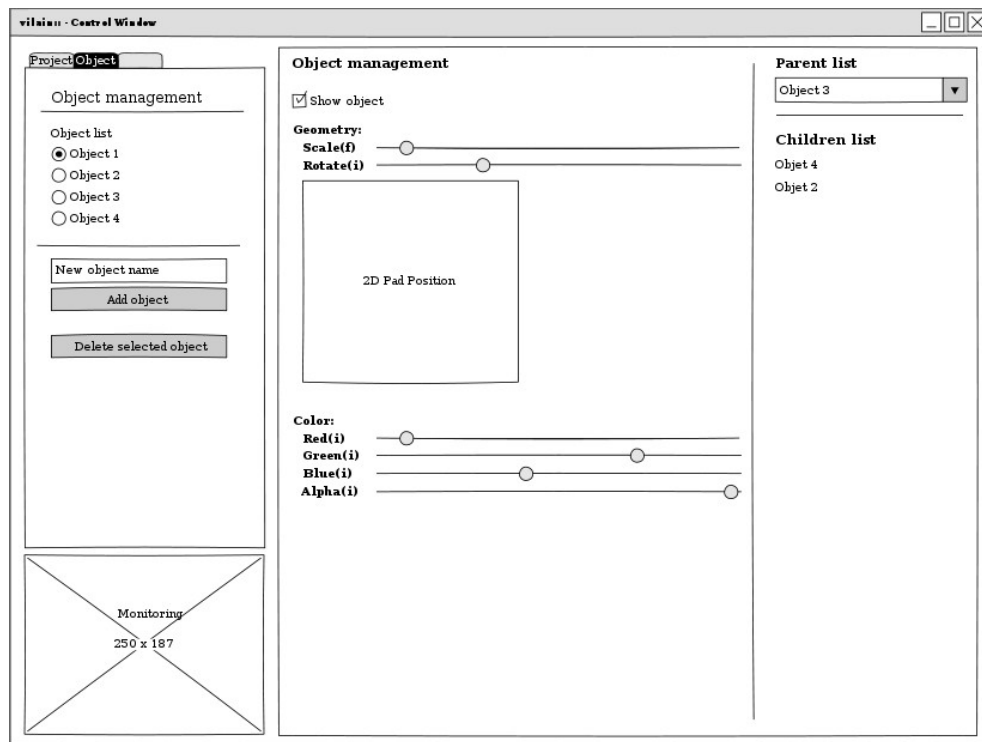 - Control Window
Project Object
Object management
Object list
Object 1
Object 2
Object 3
Object 4
New object name
Add object
Delete selected object
Monitoring
250 x 187
Object management
Show object
Geometry:
Scale(f)
Rotate(i)
2D Pad Position
Color:
Red(i)
Green(i)
Blue(i)
Alpha(i)
Parent list
Object 3
Children list
Objet 4
Objet 2